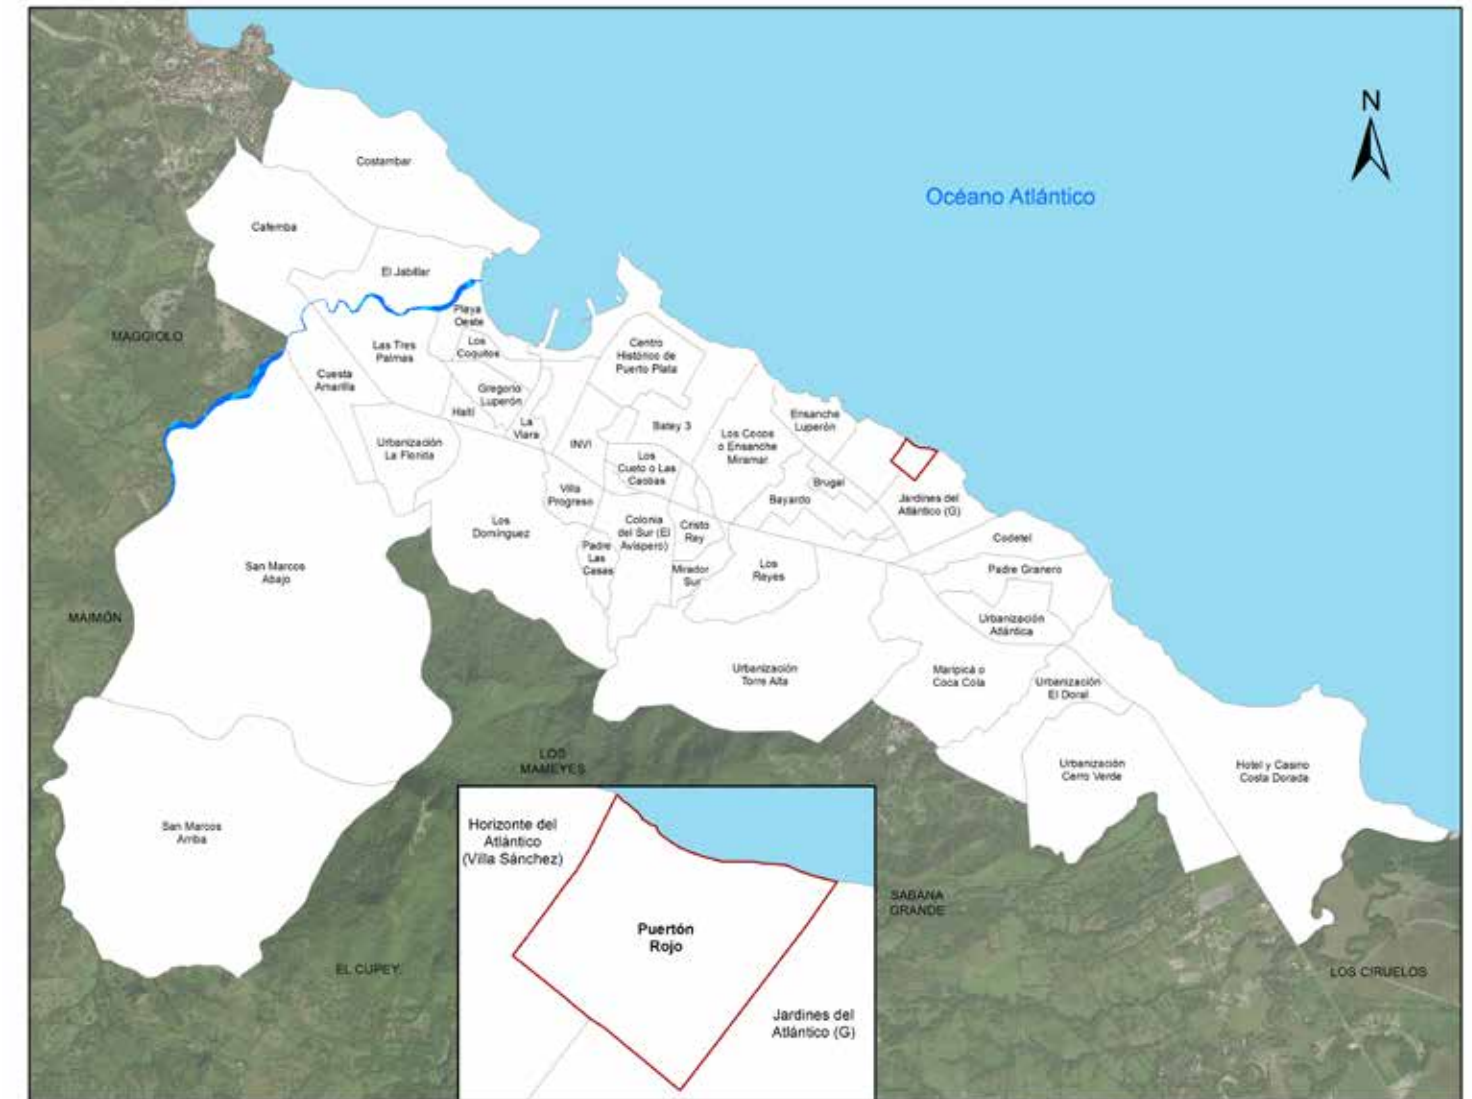 N
Océano Atlántico
Costambar
Cafemba
El Jabillar
MAGGIOLO
Playa
Oeste
Los
Coquitos
Las Tres
Palmas
Centro
Histórico de
Puerto Plata
Cuesta
Amarilla
Gregorio
Luperón
Haití
La
Viara
Urbanización
La Florida
INVI
Batey 3
Los Cocos
o Ensanche
Miramar
Ensanche
Luperón
Los
Cueto o Las
Caobas
Villa
Progreso
Brugal
Bayardo
Jardines del
Atlántico (G)
Los
Domínguez
Colonia
del Sur (El
Avispero)
Cristo
Rey
Codetel
Padre
Las
Casas
Mirador
Sur
Los
Reyes
Padre Granero
San Marcos
Abajo
MAIMÓN
Urbanización
Atlántica
Urbanización
Torre Alta
Maripicá o
Coca Cola
Urbanización
El Doral
LOS
MAMEYES
Urbanización
Cerro Verde
Hotel y Casino
Costa Dorada
San Marcos
Arriba
Horizonte del
Atlántico
(Villa Sánchez)
Puertón
Rojo
Jardines del
Atlántico (G)
SABANA
GRANDE
EL CUPEY.
LOS CIRUELOS